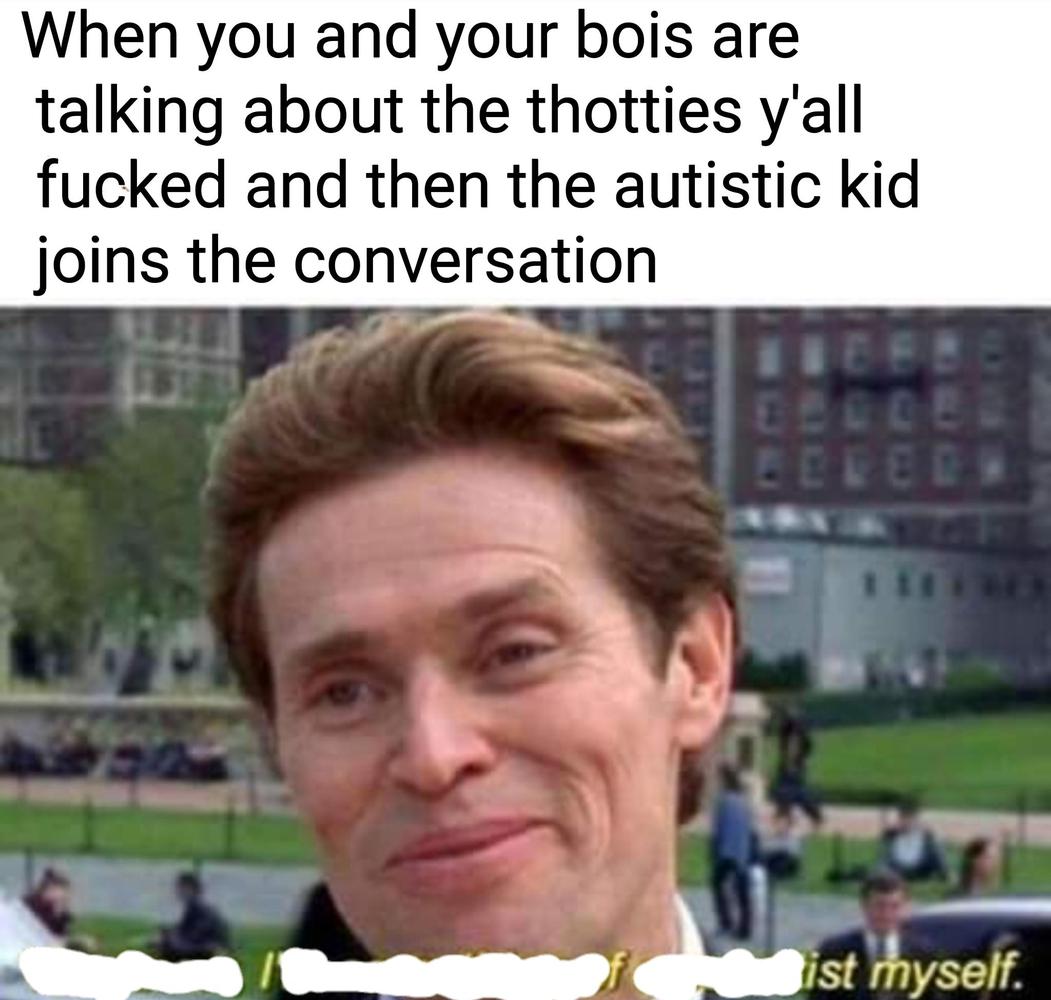 When you and your bois are
talking about the thotties y'all
fucked and then the autistic kid
joins the conversation
I' f ist myself.